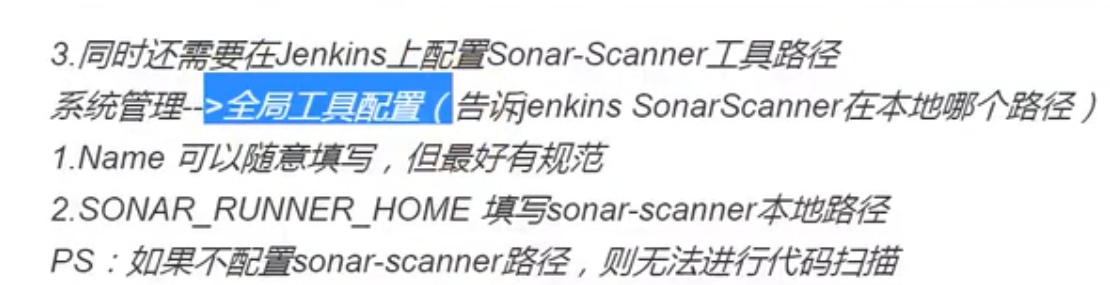 3.同时还需要在Jenkins上配置Sonar-Scanner工具路径
系统管理-->全局工具配置（告诉jenkins SonarScanner在本地哪个路径）
1.Name 可以随意填写，但最好有规范
2.SONAR_RUNNER_HOME 填写sonar-scanner本地路径
PS：如果不配置sonar-scanner路径，则无法进行代码扫描